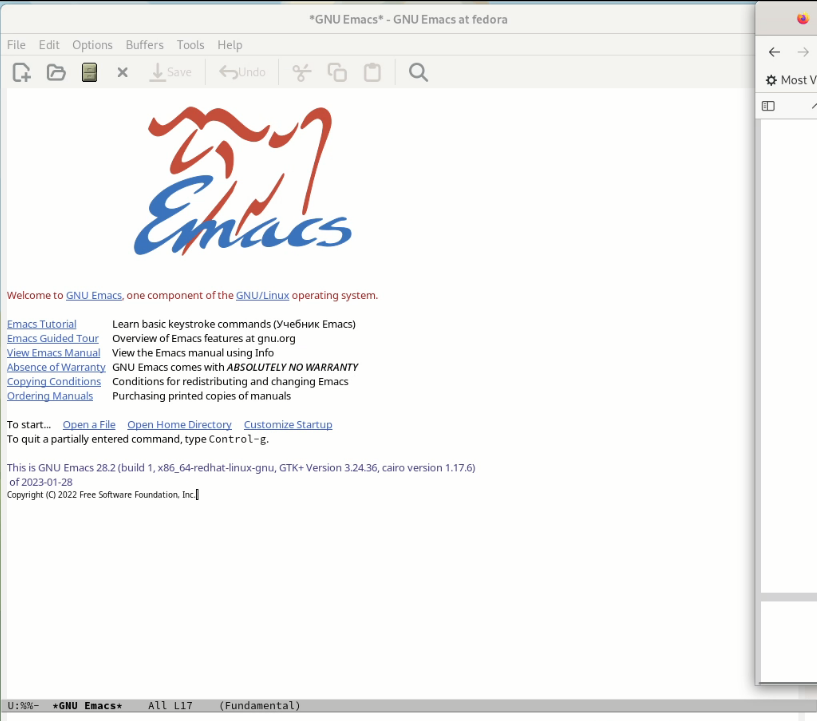 *GNU Emacs* - GNU Emacs at fedora
File Edit Options Buffers Tools Help
Save Undo
Most V
Emacs
Welcome to GNU Emacs, one component of the GNU/Linux operating system.
Emacs Tutorial Learn basic keystroke commands (Учебник Emacs)
Emacs Guided Tour Overview of Emacs features at gnu.org
View Emacs Manual View the Emacs manual using Info
Absence of Warranty GNU Emacs comes with ABSOLUTELY NO WARRANTY
Copying Conditions Conditions for redistributing and changing Emacs
Ordering Manuals Purchasing printed copies of manuals
To start... Open a File Open Home Directory Customize Startup
To quit a partially entered command, type Control-g.
This is GNU Emacs 28.2 (build 1, x86_64-redhat-linux-gnu, GTK+ Version 3.24.36, cairo version 1.17.6)
of 2023-01-28
Copyright (C) 2022 Free Software Foundation, Inc.
U:%%- *GNU Emacs* All L17 (Fundamental)